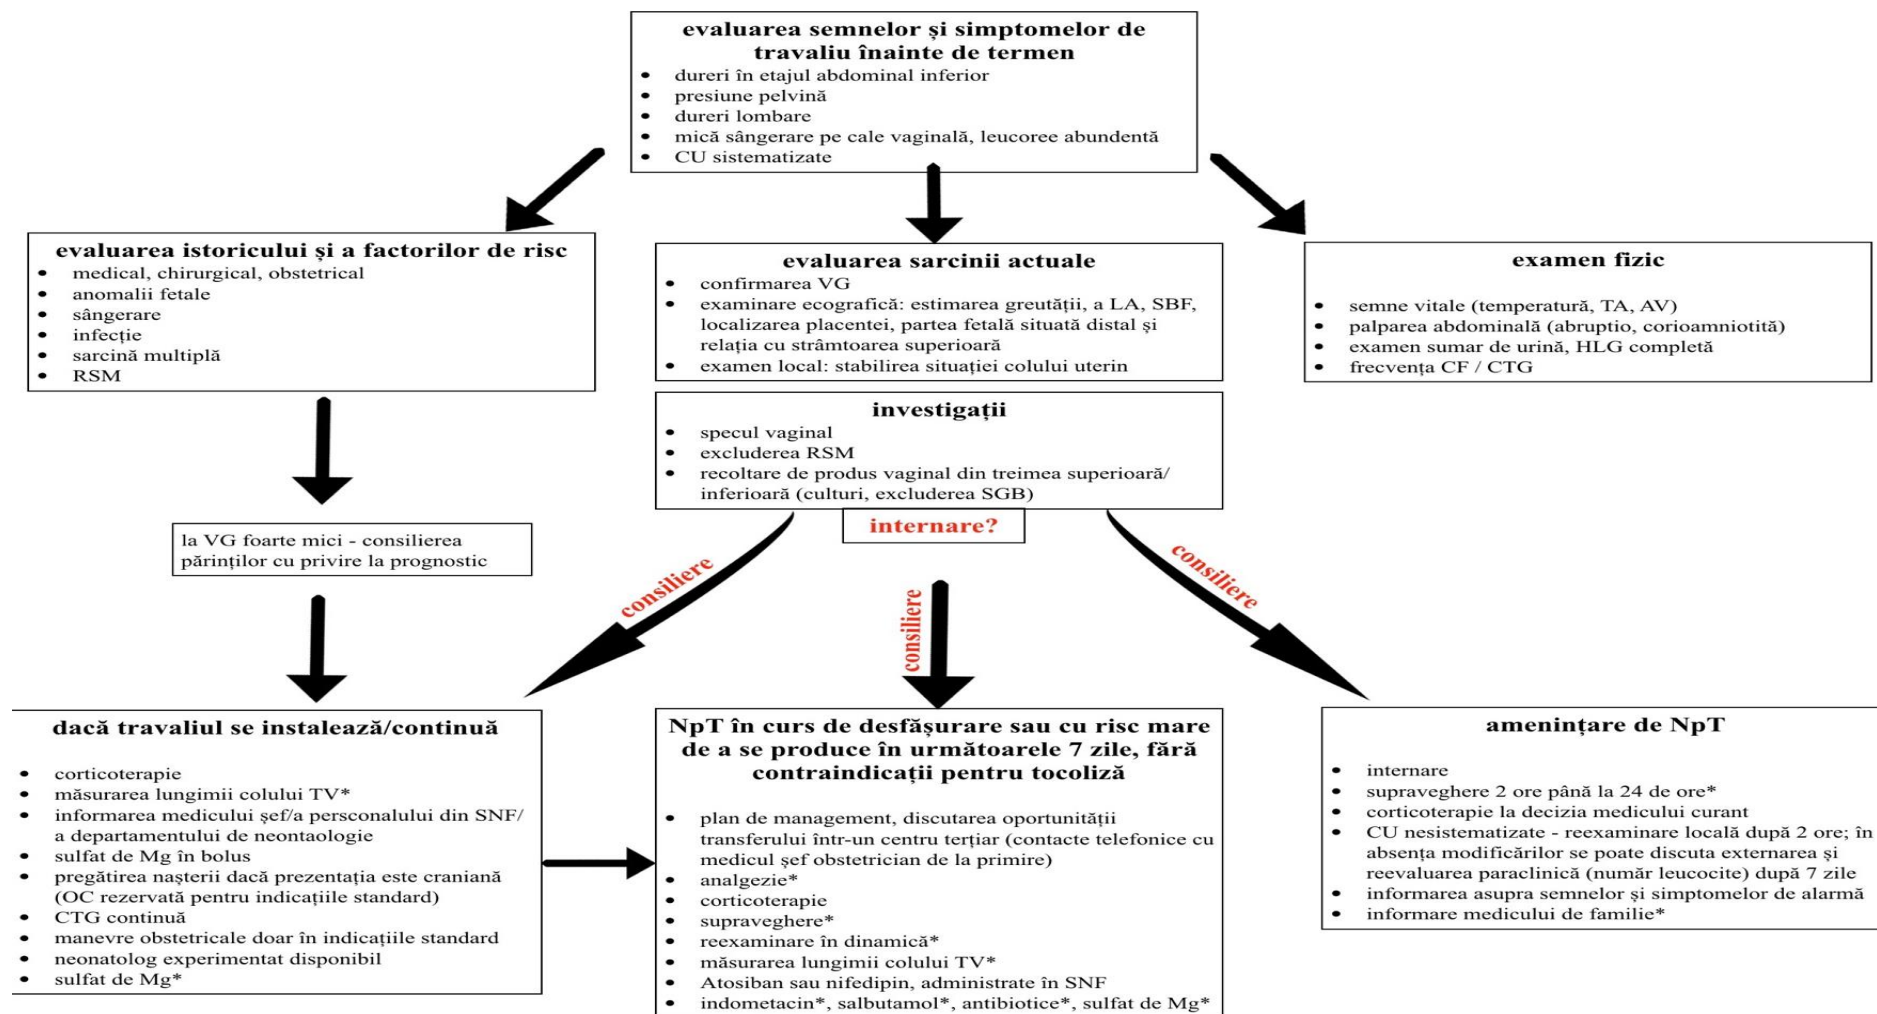 evaluarea semnelor și simptomelor de
travaliu înainte de termen
• dureri în etajul abdominal inferior
• presiune pelvină
• dureri lombare
• mică sângerare pe cale vaginală, leucoree abundentă
• CU sistematizate
evaluarea istoricului și a factorilor de risc
• medical, chirurgical, obstetrical
• anomalii fetale
• sângerare
• infecție
• sarcină multiplă
• RSM
evaluarea sarcinii actuale
• confirmarea VG
• examinare ecografică: estimarea greutății, a LA, SBF,
localizarea placentei, partea fetală situată distal și
relația cu strâmtoarea superioară
• examen local: stabilirea situației colului uterin
examen fizic
• semne vitale (temperatură, TA, AV)
• palparea abdominală (abruptio, corioamniotită)
• examen sumar de urină, HLG completă
• frecvența CF / CTG
investigații
• specul vaginal
• excluderea RSM
• recoltare de produs vaginal din treimea superioară/
inferioară (culturi, excluderea SGB)
internare?
la VG foarte mici - consilierea
părinților cu privire la prognostic
consiliere
consiliere
consiliere
dacă travaliul se instalează/continuă
• corticoterapie
• măsurarea lungimii colului TV*
• informarea medicului șef/a persconalului din SNF/
a departamentului de neontaologie
• sulfat de Mg în bolus
• pregătirea nașterii dacă prezentația este craniană
(OC rezervată pentru indicațiile standard)
• CTG continuă
• manevre obstetricale doar în indicațiile standard
• neonatolog experimentat disponibil
• sulfat de Mg*
NpT în curs de desfășurare sau cu risc mare
de a se produce în următoarele 7 zile, fără
contraindicații pentru tocoliză
• plan de management, discutarea oportunității
transferului într-un centru terțiar (contacte telefonice cu
medicul șef obstetrician de la primire)
• analgezie*
• corticoterapie
• supraveghere*
• reexaminare în dinamică*
• măsurarea lungimii colului TV*
• Atosiban sau nifedipin, administrate în SNF
• indometacin*, salbutamol*, antibiotice*, sulfat de Mg*
amenințare de NpT
• internare
• supraveghere 2 ore până la 24 de ore*
• corticoterapie la decizia medicului curant
• CU nesistematizate - reexaminare locală după 2 ore; în
absența modificărilor se poate discuta externarea și
reevaluarea paraclinică (număr leucocite) după 7 zile
• informarea asupra semnelor și simptomelor de alarmă
• informare medicului de familie*